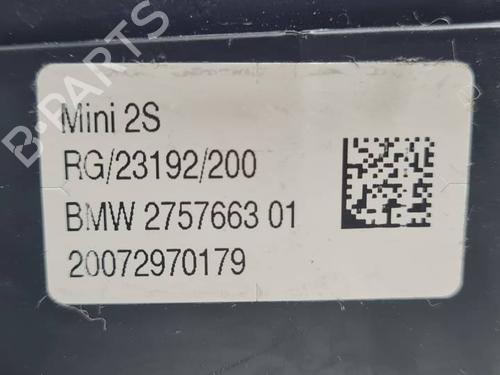 Mini 2S
RG/23192/200
BMW 2757663 01
20072970179
B-PARTS